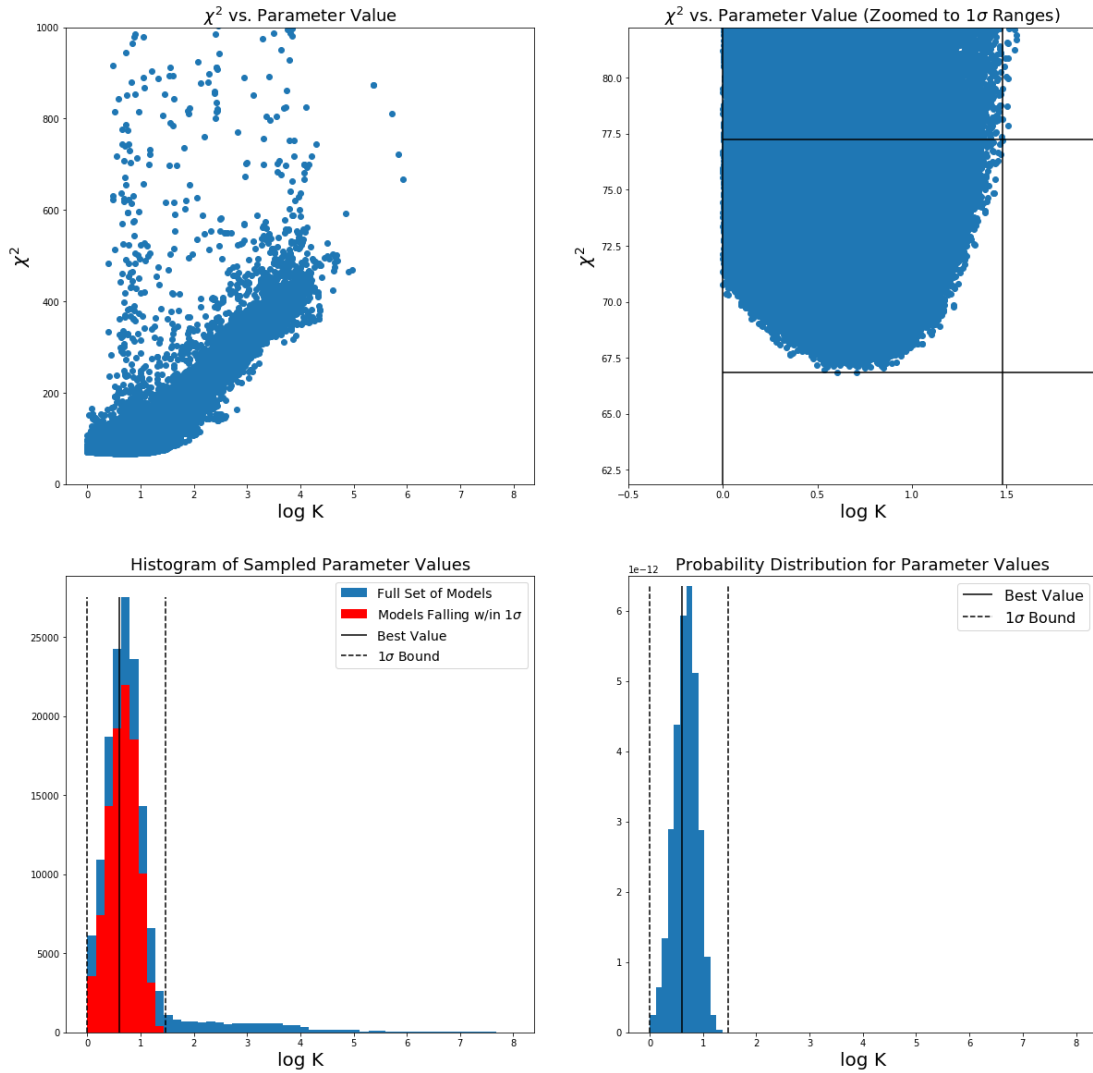 χ² vs. Parameter Value
1000
800
600
400
200
0
χ²
0 1 2 3 4 5 6 7 8
log K
χ² vs. Parameter Value (Zoomed to 1σ Ranges)
80.0
77.5
75.0
72.5
70.0
67.5
65.0
62.5
χ²
-0.5 0.0 0.5 1.0 1.5
log K
Histogram of Sampled Parameter Values
Full Set of Models
Models Falling w/in 1σ
Best Value
1σ Bound
25000
20000
15000
10000
5000
0
0 1 2 3 4 5 6 7 8
log K
Probability Distribution for Parameter Values
1e−12
Best Value
1σ Bound
6
5
4
3
2
1
0
0 1 2 3 4 5 6 7 8
log K